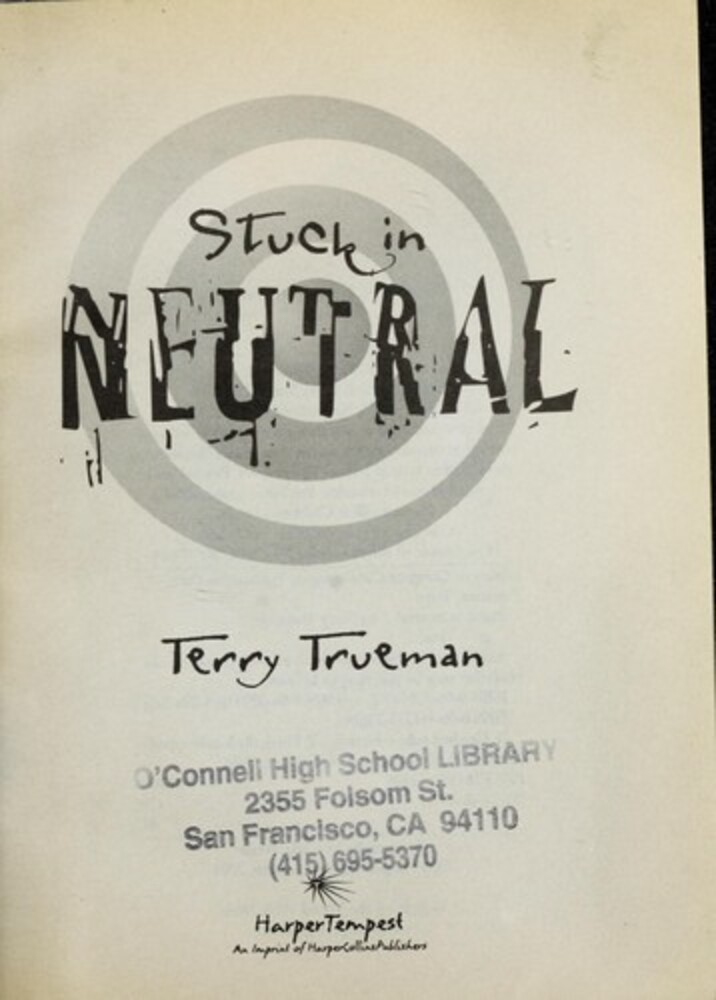 Stuck in
NEUTRAL
Terry Trueman
O'Connell High School LIBRARY
2355 Folsom St.
San Francisco, CA 94110
(415) 695-5370
HarperTempest
An Imprint of HarperCollinsPublishers